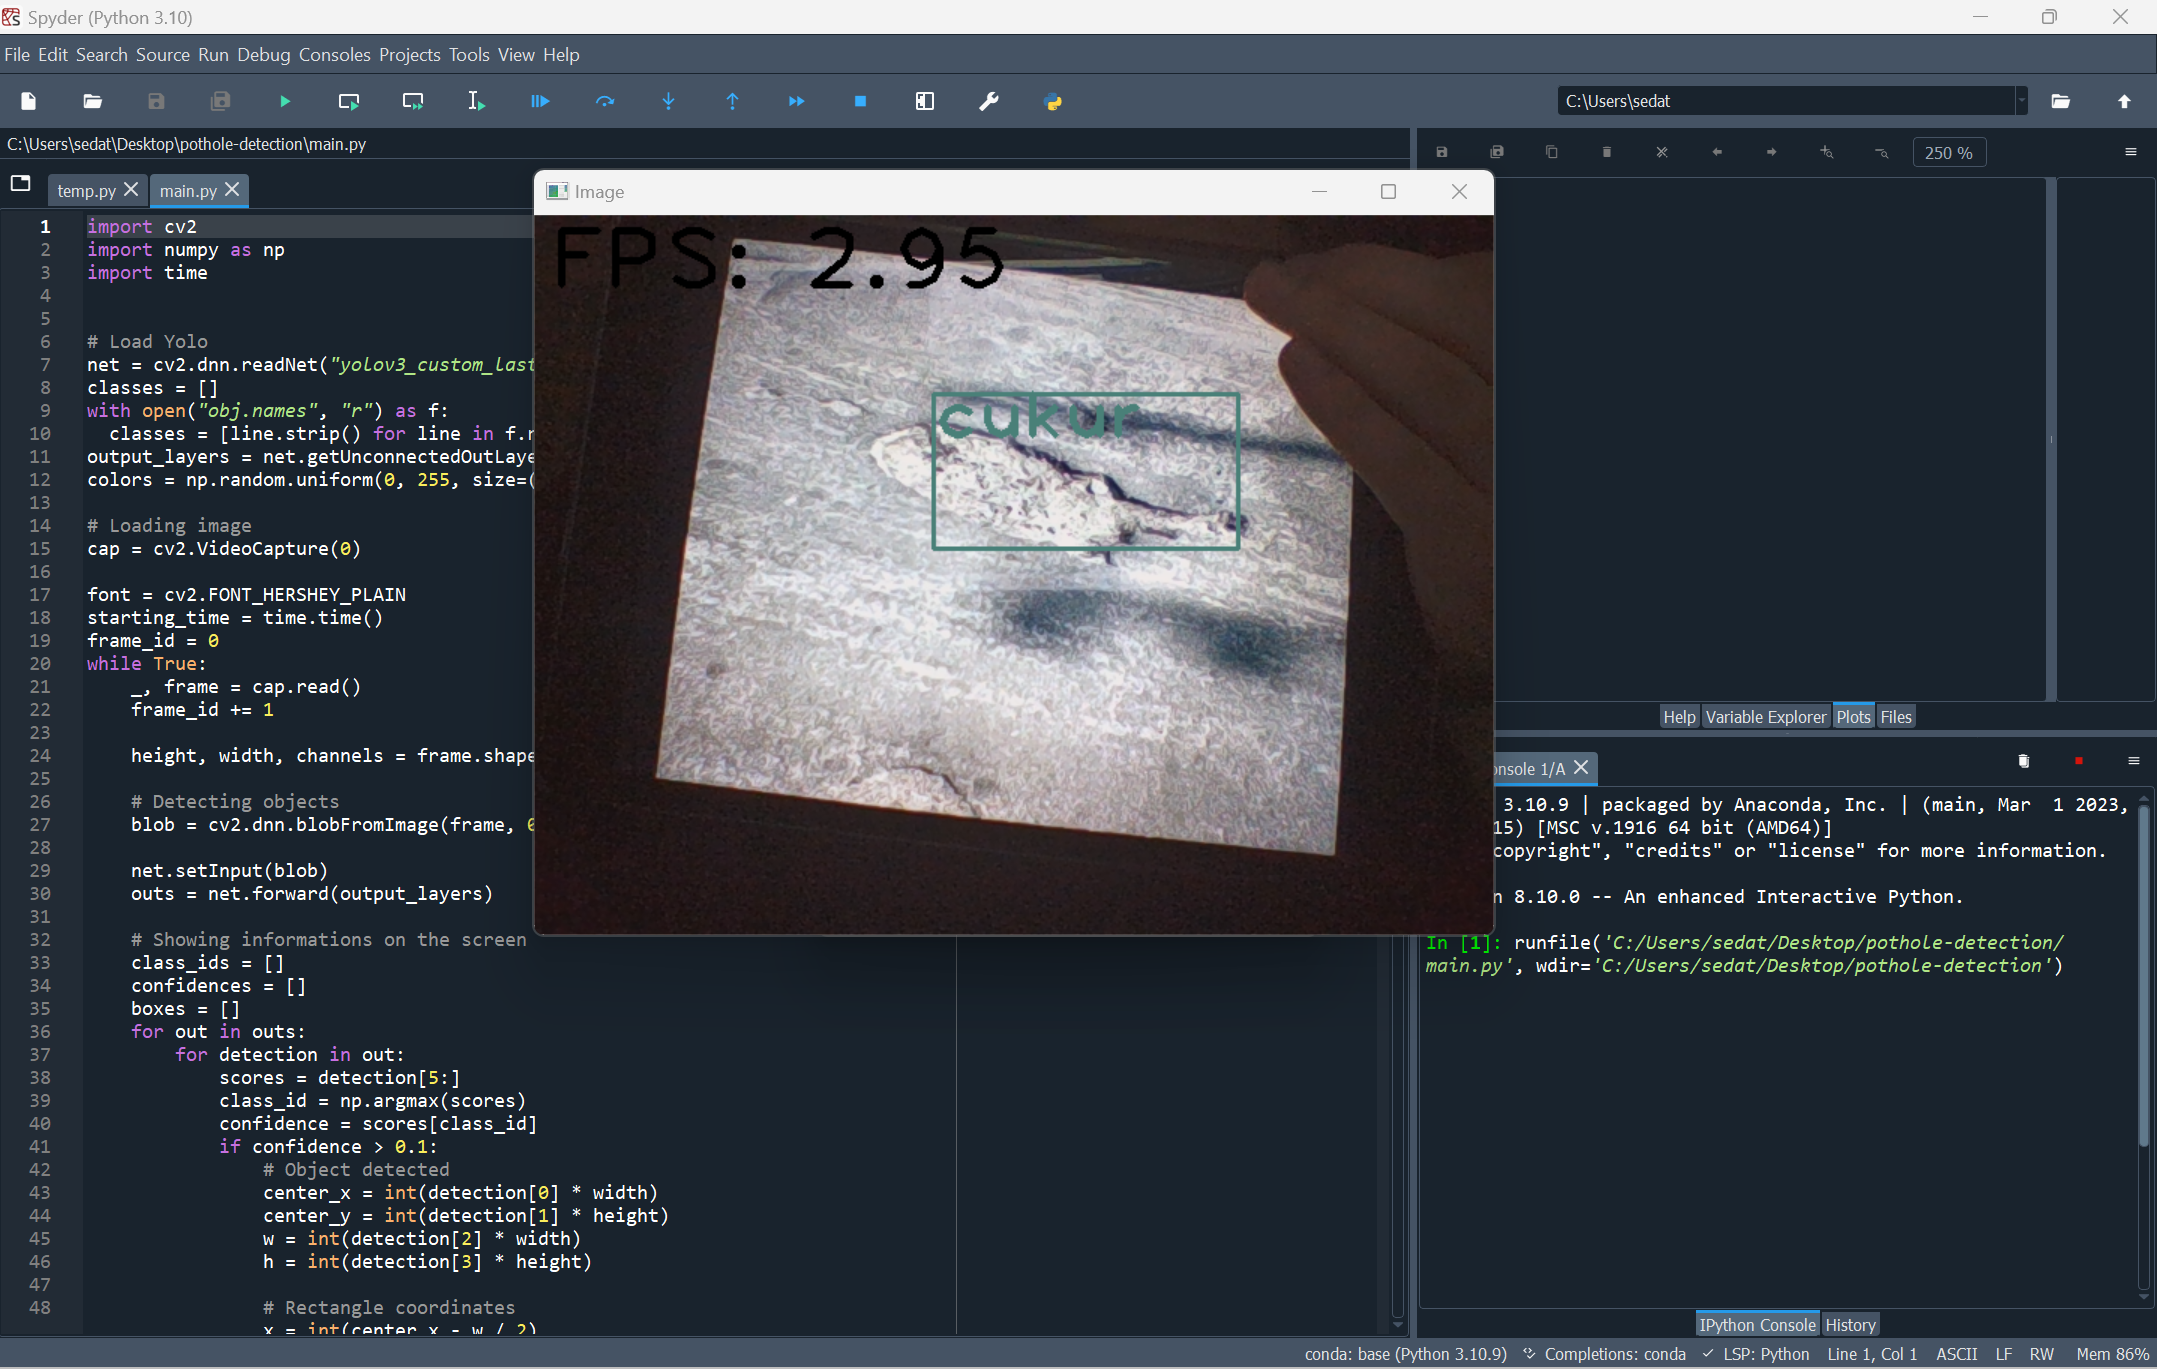 Spyder (Python 3.10)
File Edit Search Source Run Debug Consoles Projects Tools View Help
C:\Users\sedat
C:\Users\sedat\Desktop\pothole-detection\main.py
250 %
temp.py main.py
Image
FPS: 2.95
cukur
1 import cv2
2 import numpy as np
3 import time
4
5
6 # Load Yolo
7 net = cv2.dnn.readNet("yolov3_custom_last
8 classes = []
9 with open("obj.names", "r") as f:
10 classes = [line.strip() for line in f.r
11 output_layers = net.getUnconnectedOutLaye
12 colors = np.random.uniform(0, 255, size=(
13
14 # Loading image
15 cap = cv2.VideoCapture(0)
16
17 font = cv2.FONT_HERSHEY_PLAIN
18 starting_time = time.time()
19 frame_id = 0
20 while True:
21 _, frame = cap.read()
22 frame_id += 1
23
24 height, width, channels = frame.shape
25
26 # Detecting objects
27 blob = cv2.dnn.blobFromImage(frame, 0
28
29 net.setInput(blob)
30 outs = net.forward(output_layers)
31
32 # Showing informations on the screen
33 class_ids = []
34 confidences = []
35 boxes = []
36 for out in outs:
37 for detection in out:
38 scores = detection[5:]
39 class_id = np.argmax(scores)
40 confidence = scores[class_id]
41 if confidence > 0.1:
42 # Object detected
43 center_x = int(detection[0] * width)
44 center_y = int(detection[1] * height)
45 w = int(detection[2] * width)
46 h = int(detection[3] * height)
47
48 # Rectangle coordinates
x = int(center_x - w / 2)
Help Variable Explorer Plots Files
nsole 1/A
3.10.9 | packaged by Anaconda, Inc. | (main, Mar 1 2023,
15) [MSC v.1916 64 bit (AMD64)]
copyright", "credits" or "license" for more information.
n 8.10.0 -- An enhanced Interactive Python.
In [1]: runfile('C:/Users/sedat/Desktop/pothole-detection/
main.py', wdir='C:/Users/sedat/Desktop/pothole-detection')
IPython Console History
conda: base (Python 3.10.9) Completions: conda LSP: Python Line 1, Col 1 ASCII LF RW Mem 86%